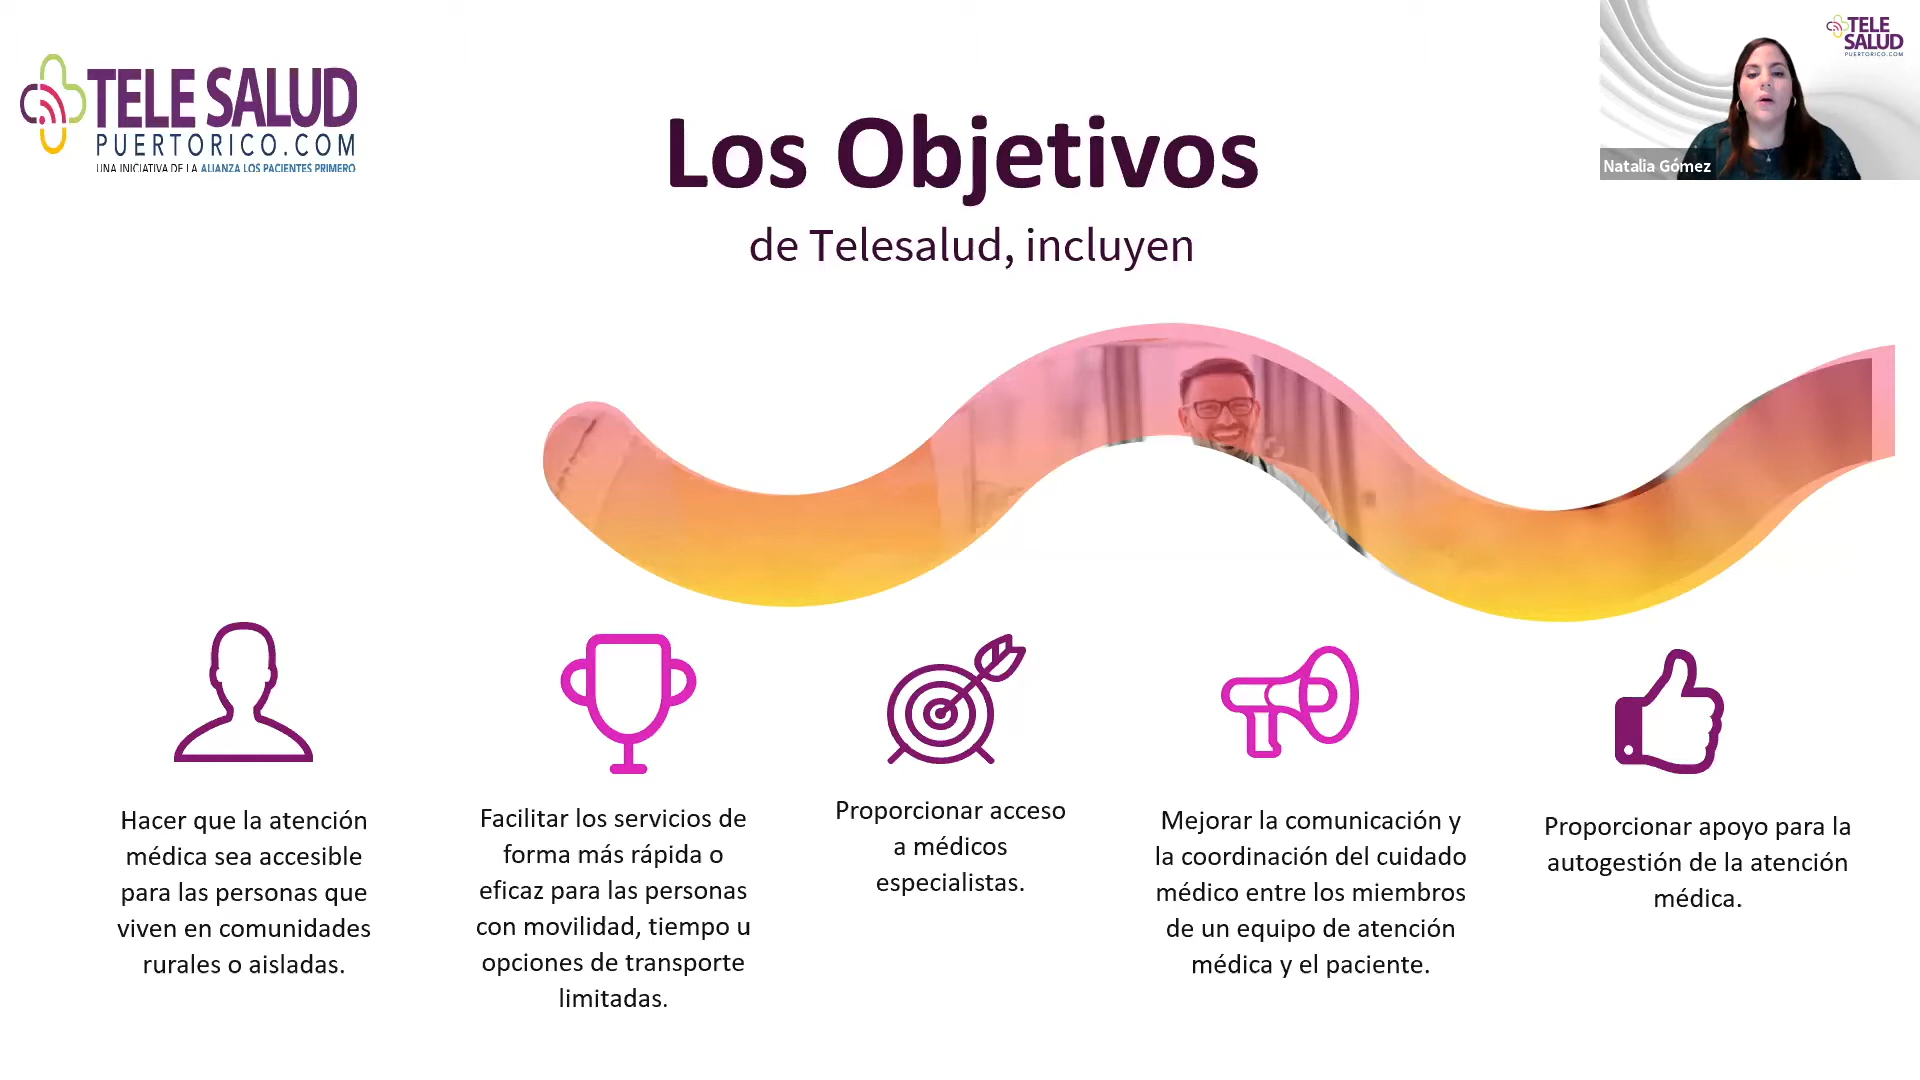 TELE SALUD
PUERTORICO.COM
UNA INICIATIVA DE LA ALIANZA LOS PACIENTES PRIMERO
Los Objetivos
de Telesalud, incluyen
TELE
SALUD
PUERTORICO.COM
Natalia Gómez
Hacer que la atención
médica sea accesible
para las personas que
viven en comunidades
rurales o aisladas.
Facilitar los servicios de
forma más rápida o
eficaz para las personas
con movilidad, tiempo u
opciones de transporte
limitadas.
Proporcionar acceso
a médicos
especialistas.
Mejorar la comunicación y
la coordinación del cuidado
médico entre los miembros
de un equipo de atención
médica y el paciente.
Proporcionar apoyo para la
autogestión de la atención
médica.